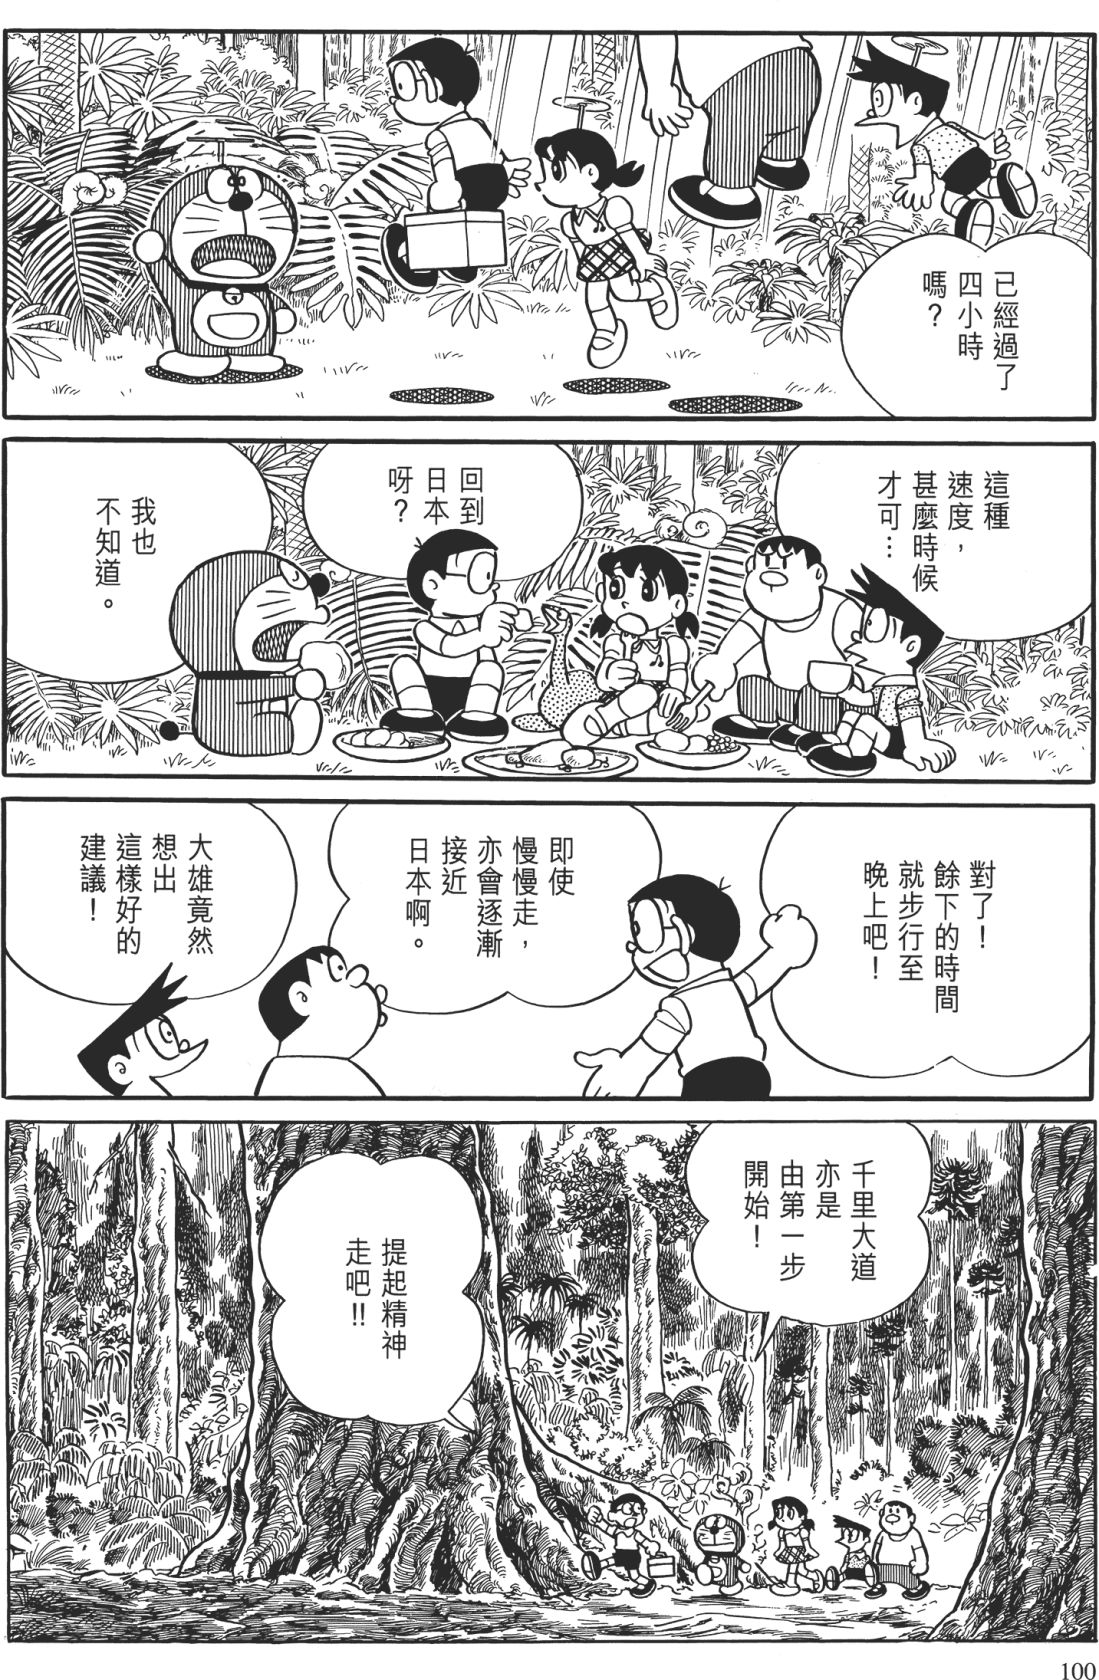 已經過了
四小時
嗎？
這種
速度，
甚麼時候
才可…
回到
日本
呀？
我也
不知道。
對了！
餘下的時間
就步行至
晚上吧！
即使
慢慢走，
亦會逐漸
接近
日本啊。
大雄竟然
想出
這樣好的
建議！
千里大道
亦是
由第一步
開始！
提起精神
走吧!!
100